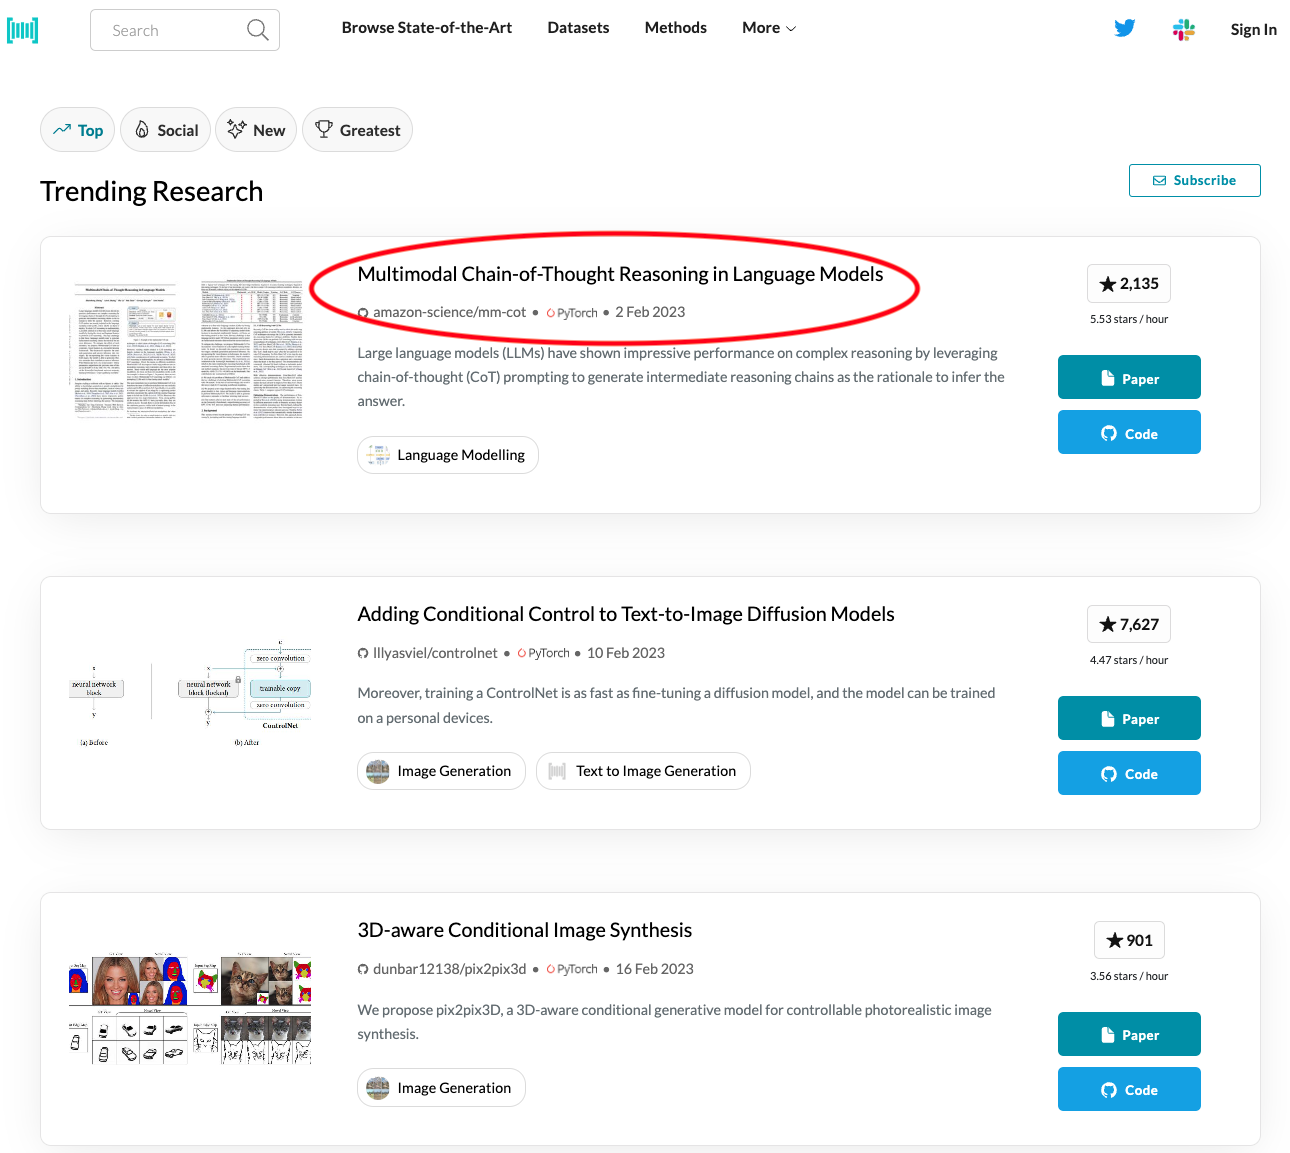 Search
Browse State-of-the-Art
Datasets
Methods
More
Sign In
Top
Social
New
Greatest
Trending Research
Subscribe
Multimodal Chain-of-Thought Reasoning in Language Models
amazon-science/mm-cot • PyTorch • 2 Feb 2023
Large language models (LLMs) have shown impressive performance on complex reasoning by leveraging
chain-of-thought (CoT) prompting to generate intermediate reasoning chains as the rationale to infer the
answer.
Language Modelling
2,135
5.53 stars / hour
Paper
Code
x
neural network
block
y
(a) Before
c
zero convolution
x
neural network
block (locked)
trainable copy
zero convolution
y
ControlNet
(b) After
Adding Conditional Control to Text-to-Image Diffusion Models
lllyasviel/controlnet • PyTorch • 10 Feb 2023
Moreover, training a ControlNet is as fast as fine-tuning a diffusion model, and the model can be trained
on a personal devices.
Image Generation
Text to Image Generation
7,627
4.47 stars / hour
Paper
Code
3D-aware Conditional Image Synthesis
dunbar12138/pix2pix3d • PyTorch • 16 Feb 2023
We propose pix2pix3D, a 3D-aware conditional generative model for controllable photorealistic image
synthesis.
Image Generation
901
3.56 stars / hour
Paper
Code